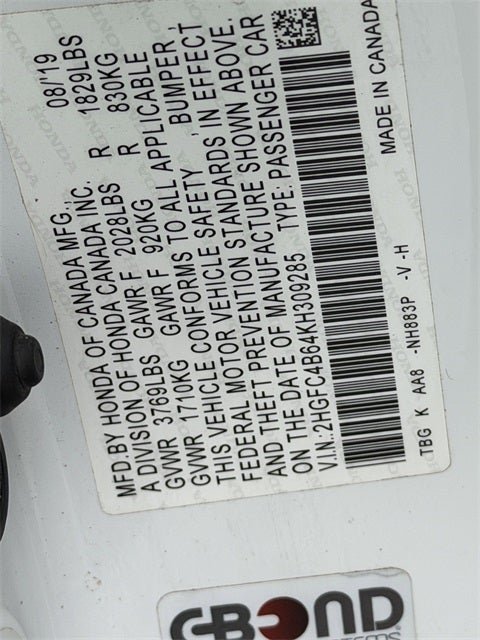 MFD.BY HONDA OF CANADA MFG., 08/'19
A DIVISION OF HONDA CANADA INC.
GVWR 3769LBS GAWR F 2028LBS R 1829LBS
GVWR 1710KG GAWR F 920KG R 830KG
THIS VEHICLE CONFORMS TO ALL APPLICABLE
FEDERAL MOTOR VEHICLE SAFETY, BUMPER,
AND THEFT PREVENTION STANDARDS IN EFFECT
ON THE DATE OF MANUFACTURE SHOWN ABOVE.
V.I.N.:2HGFC4B64KH309285 TYPE: PASSENGER CAR
TBG K AA8 -NH883P -V -H MADE IN CANADA
GBOND